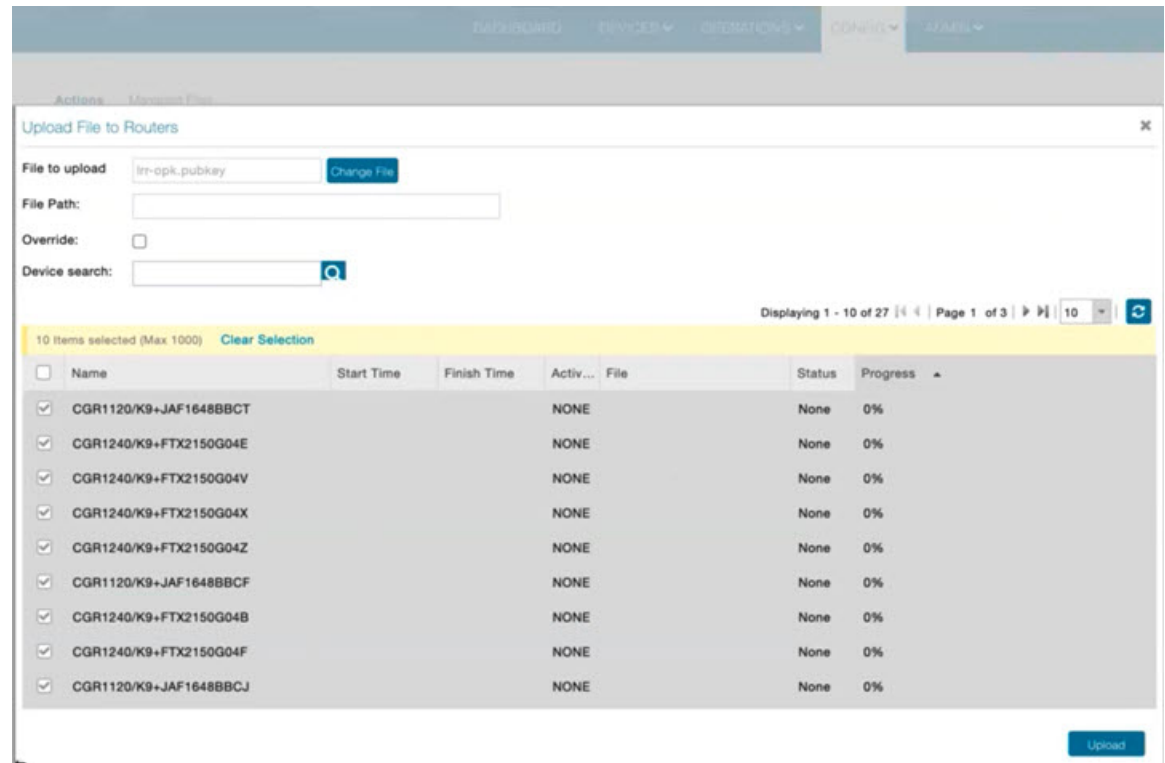 DASHBOARD DEVICES OPERATIONS CONFIG ADMIN
Actions Managed Files
Upload File to Routers
File to upload lrr-opk.pubkey Change File
File Path:
Override:
Device search:
Displaying 1 - 10 of 27 Page 1 of 3 10
10 Items selected (Max 1000) Clear Selection
Name Start Time Finish Time Activ... File Status Progress
CGR1120/K9+JAF1648BBCT NONE None 0%
CGR1240/K9+FTX2150G04E NONE None 0%
CGR1240/K9+FTX2150G04V NONE None 0%
CGR1240/K9+FTX2150G04X NONE None 0%
CGR1240/K9+FTX2150G04Z NONE None 0%
CGR1120/K9+JAF1648BBCF NONE None 0%
CGR1240/K9+FTX2150G04B NONE None 0%
CGR1240/K9+FTX2150G04F NONE None 0%
CGR1120/K9+JAF1648BBCJ NONE None 0%
Upload